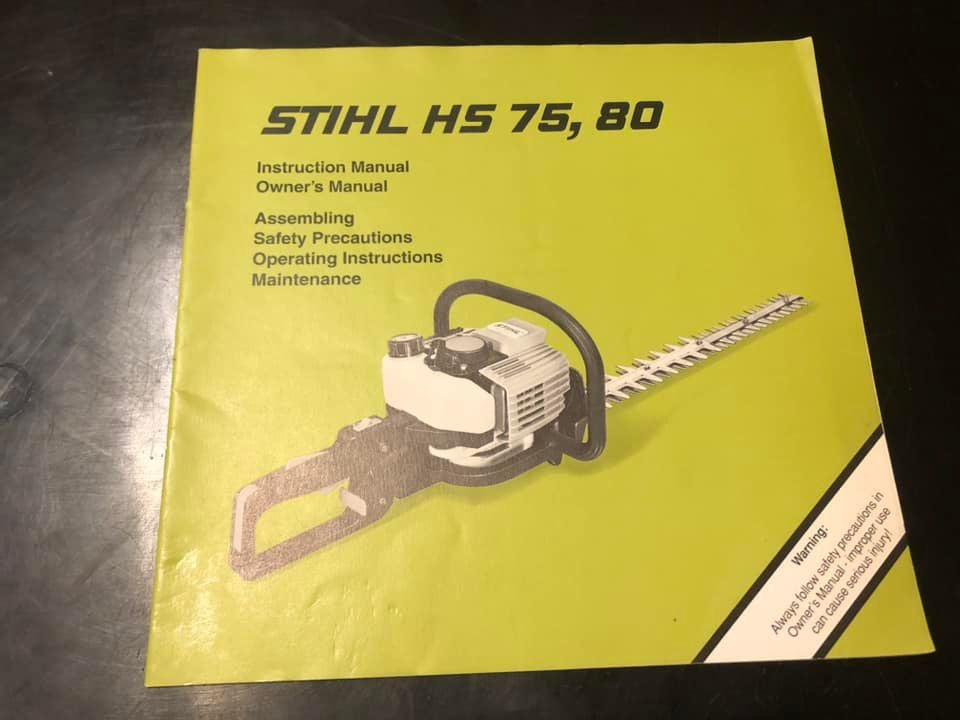 STIHL HS 75, 80
Instruction Manual
Owner's Manual
Assembling
Safety Precautions
Operating Instructions
Maintenance
STIHL
Warning:
Always follow safety precautions in
Owner's Manual - improper use
can cause serious injury!